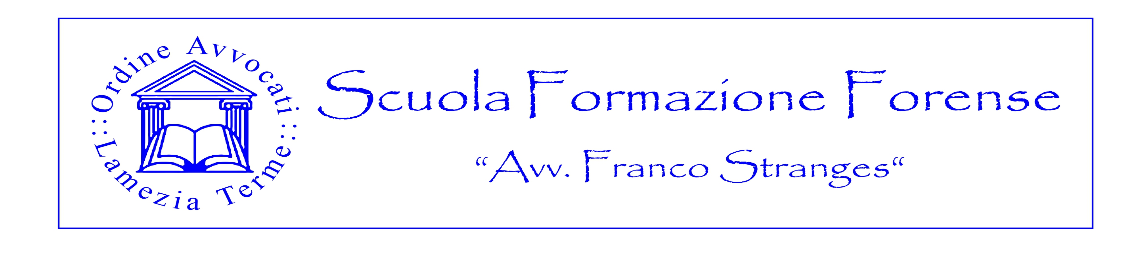 ::Ordine Avvocati::
::Lamezia Terme::
Scuola Formazione Forense
“Avv. Franco Stranges“